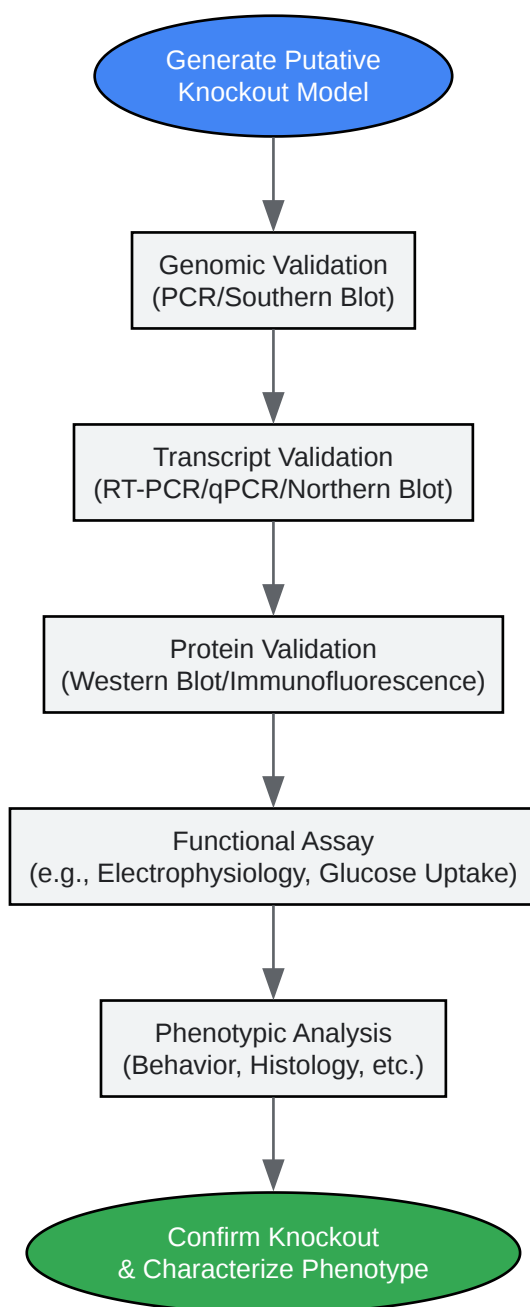 Generate Putative
Knockout Model
Genomic Validation
(PCR/Southern Blot)
Transcript Validation
(RT-PCR/qPCR/Northern Blot)
Protein Validation
(Western Blot/Immunofluorescence)
Functional Assay
(e.g., Electrophysiology, Glucose Uptake)
Phenotypic Analysis
(Behavior, Histology, etc.)
Confirm Knockout
& Characterize Phenotype